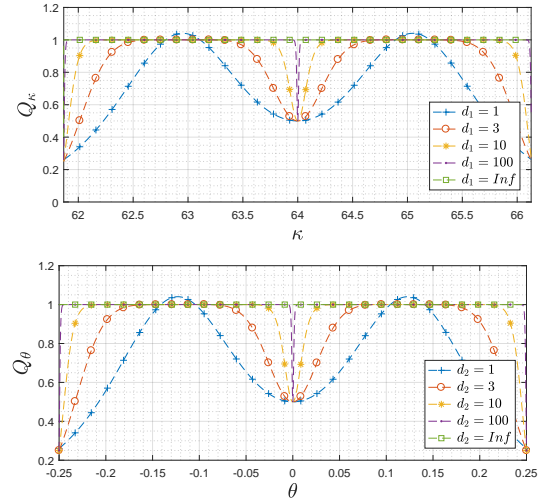 1.2
1
0.8
0.6
0.4
0.2
0
Q_κ
62 62.5 63 63.5 64 64.5 65 65.5 66
κ
d_1 = 1
d_1 = 3
d_1 = 10
d_1 = 100
d_1 = Inf
1.2
1
0.8
0.6
0.4
0.2
Q_θ
-0.25 -0.2 -0.15 -0.1 -0.05 0 0.05 0.1 0.15 0.2 0.25
θ
d_2 = 1
d_2 = 3
d_2 = 10
d_2 = 100
d_2 = Inf